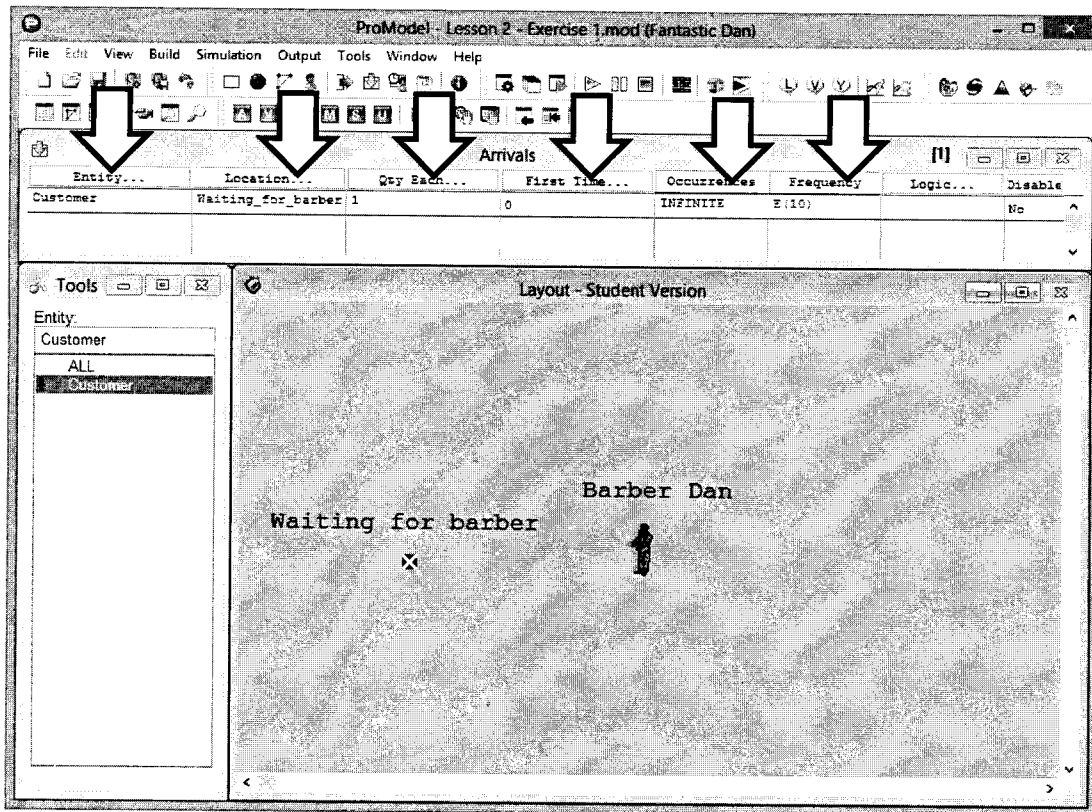 ProModel - Lesson 2 - Exercise 1.mod (Fantastic Dan)
File Edit View Build Simulation Output Tools Window Help
Arrivals [1]
Entity... Location... Qty Each... First Time... Occurrences Frequency Logic... Disable
Customer Waiting_for_barber 1 0 INFINITE E(10) No
Tools
Layout - Student Version
Entity:
Customer
ALL
Customer
Barber Dan
Waiting for barber